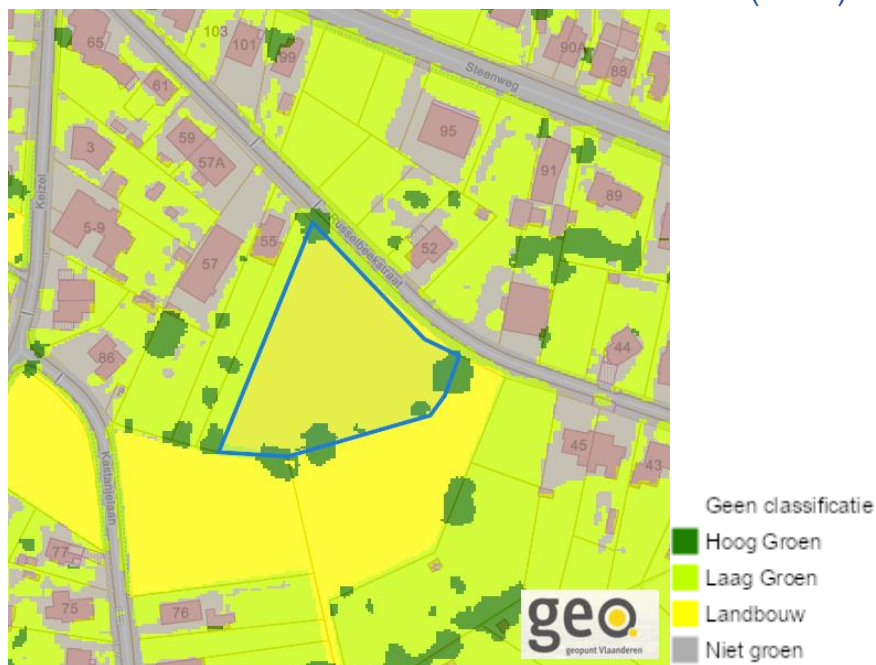 65
103
101
99
Steenweg
90A
88
61
95
3
59
57A
91
89
Keizel
5-9
55
Tusselbeekstraat
52
57
86
44
45
43
Kastanjelaan
77
75
76
geo.
geopunt Vlaanderen
Geen classificatie
Hoog Groen
Laag Groen
Landbouw
Niet groen